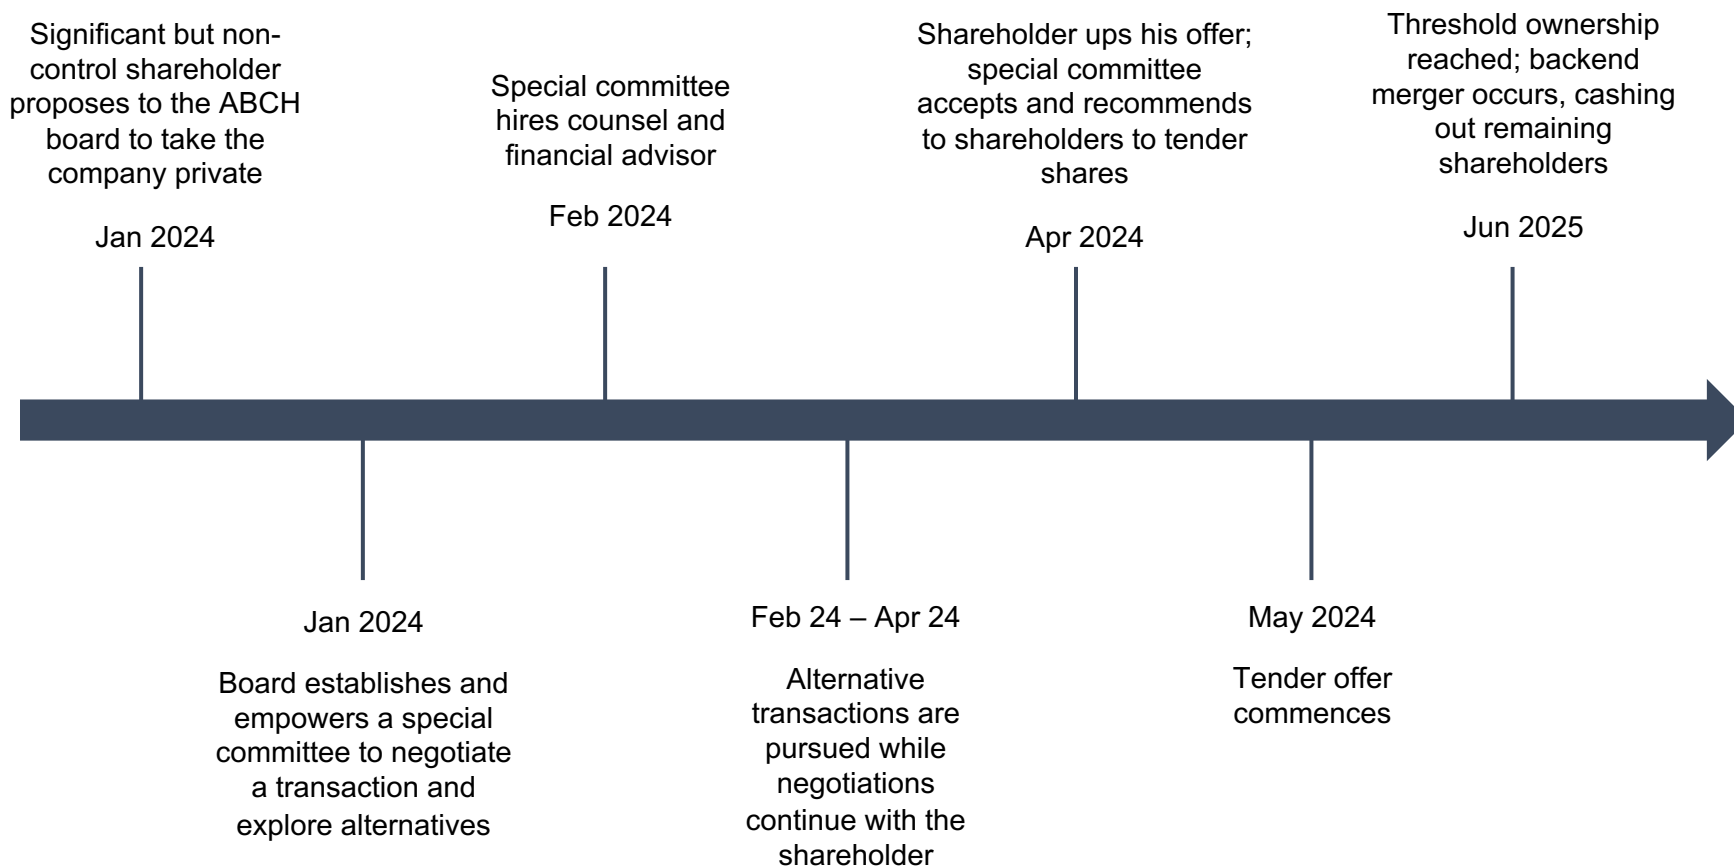 Significant but non-
control shareholder
proposes to the ABCH
board to take the
company private
Jan 2024
Jan 2024
Board establishes and
empowers a special
committee to negotiate
a transaction and
explore alternatives
Special committee
hires counsel and
financial advisor
Feb 2024
Feb 24 – Apr 24
Alternative
transactions are
pursued while
negotiations
continue with the
shareholder
Shareholder ups his offer;
special committee
accepts and recommends
to shareholders to tender
shares
Apr 2024
May 2024
Tender offer
commences
Threshold ownership
reached; backend
merger occurs, cashing
out remaining
shareholders
Jun 2025